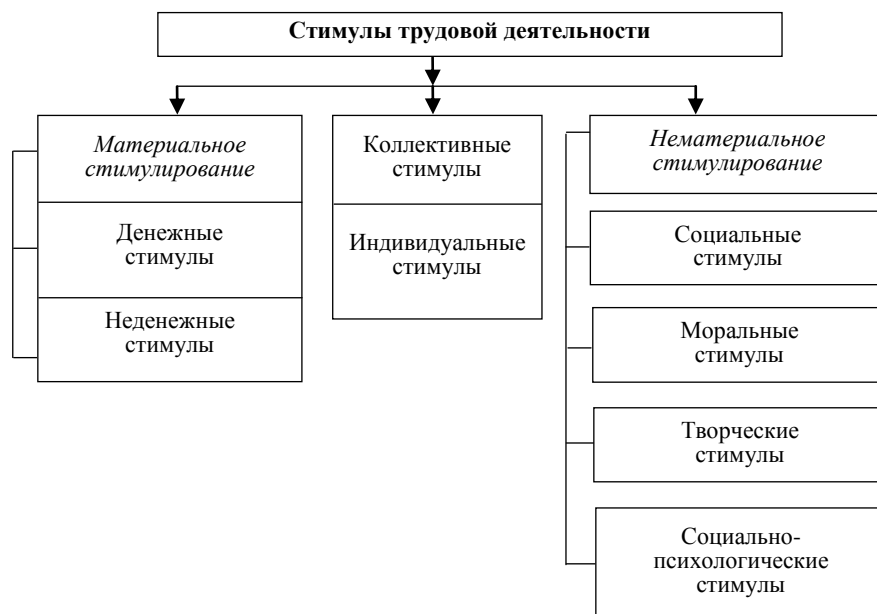 Стимулы трудовой деятельности
Материальное
стимулирование
Денежные
стимулы
Неденежные
стимулы
Коллективные
стимулы
Индивидуальные
стимулы
Нематериальное
стимулирование
Социальные
стимулы
Моральные
стимулы
Творческие
стимулы
Социально-
психологические
стимулы